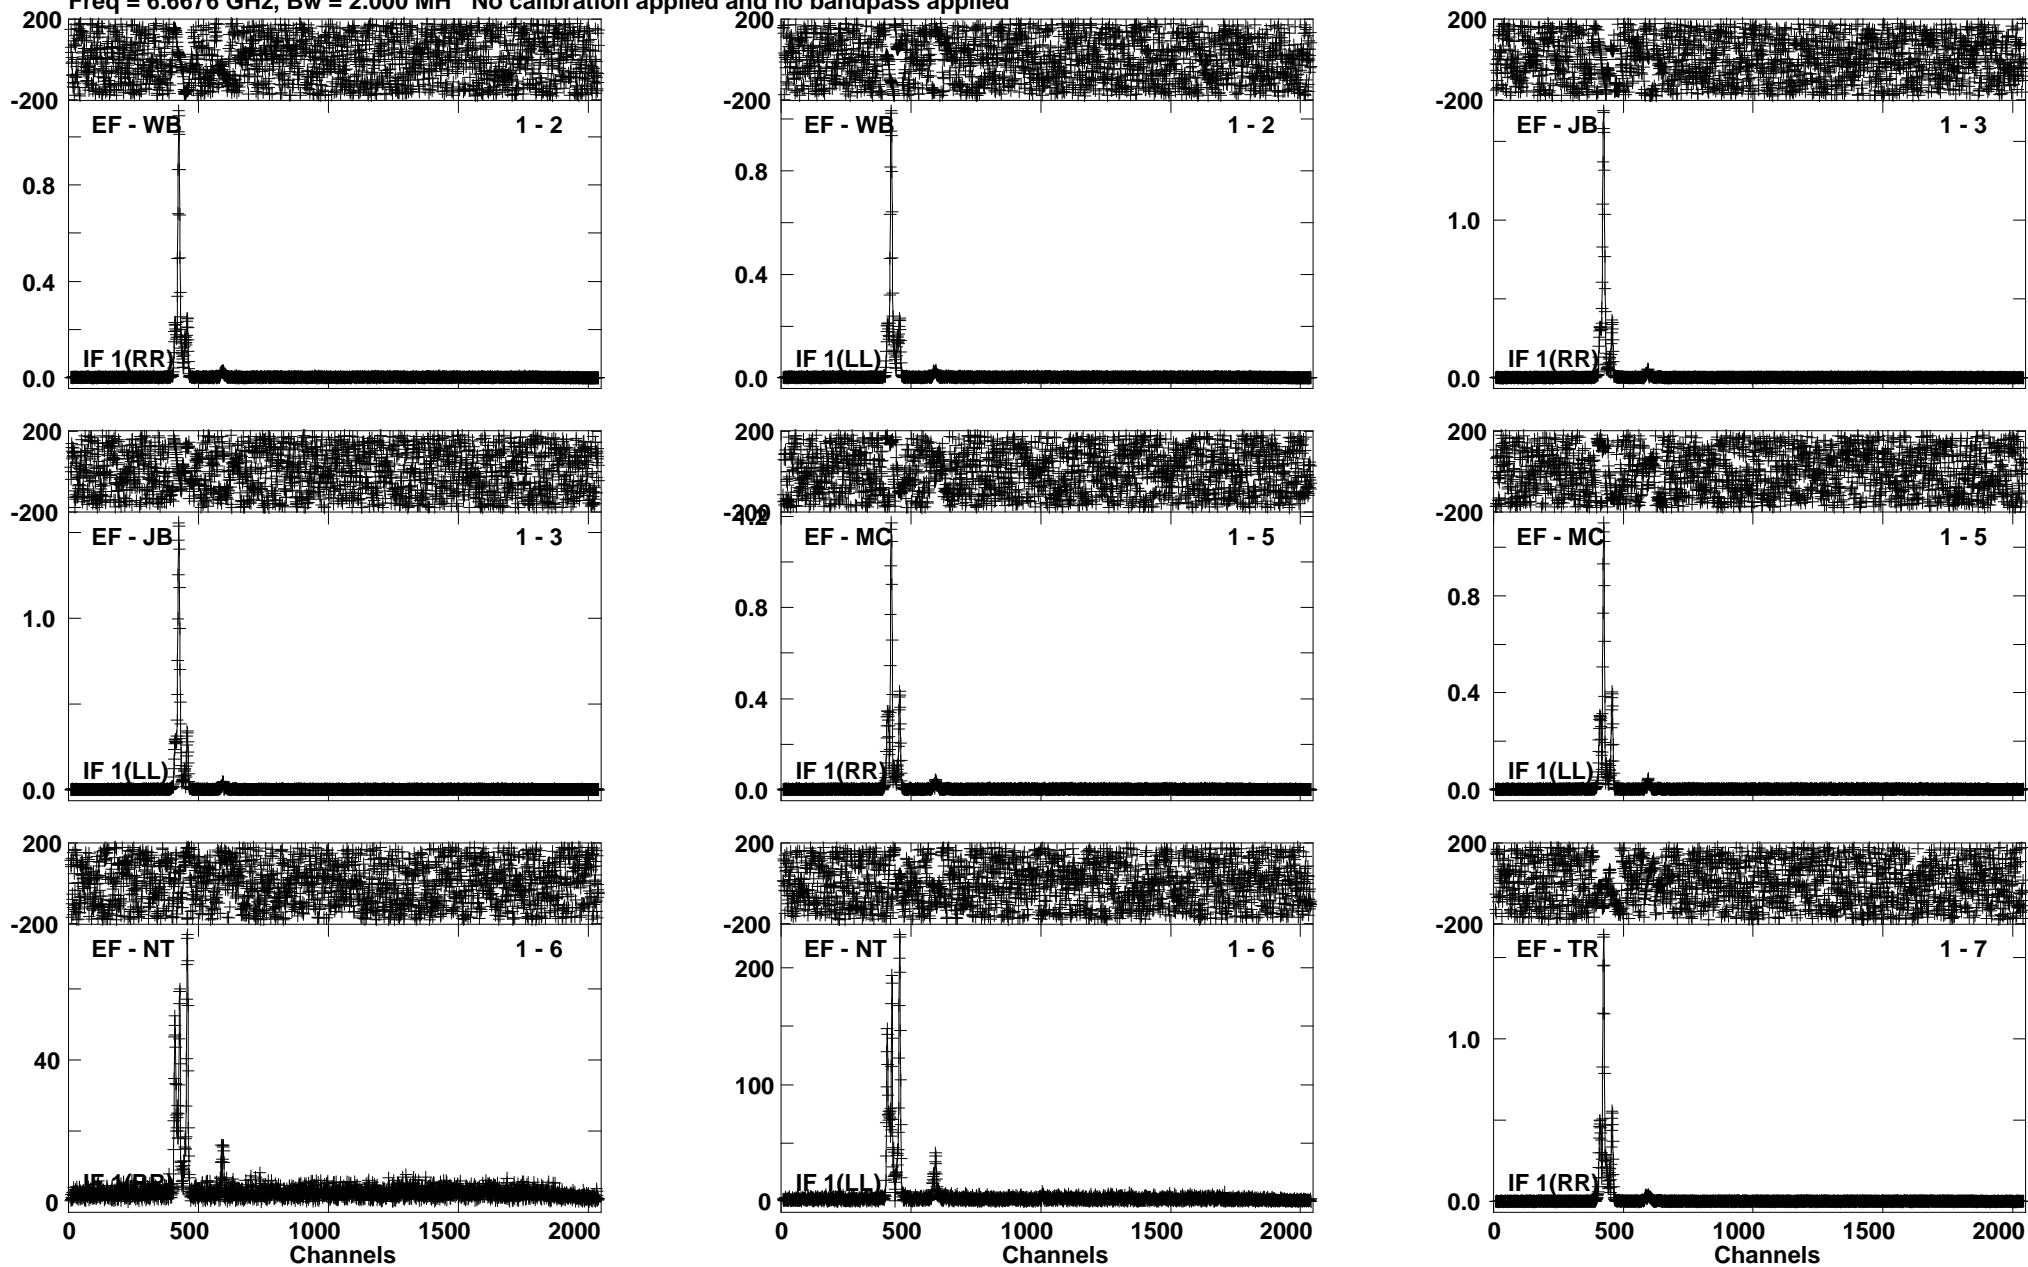 Freq = 6.6676 GHz, Bw = 2.000 MH   No calibration applied and no bandpass applied
200
-200
EF - WB
1 - 2
0.8
0.4
IF 1(RR)
0.0
200
-200
EF - WB
1 - 2
0.8
0.4
IF 1(LL)
0.0
200
-200
EF - JB
1 - 3
1.0
IF 1(RR)
0.0
200
-200
EF - JB
1 - 3
1.0
IF 1(LL)
0.0
200
-200
1.2
EF - MC
1 - 5
0.8
0.4
IF 1(RR)
0.0
200
-200
EF - MC
1 - 5
0.8
0.4
IF 1(LL)
0.0
200
-200
EF - NT
1 - 6
40
IF 1(RR)
0
0 500 1000 1500 2000
Channels
200
-200
EF - NT
1 - 6
200
100
IF 1(LL)
0
0 500 1000 1500 2000
Channels
200
-200
EF - TR
1 - 7
1.0
IF 1(RR)
0.0
0 500 1000 1500 2000
Channels